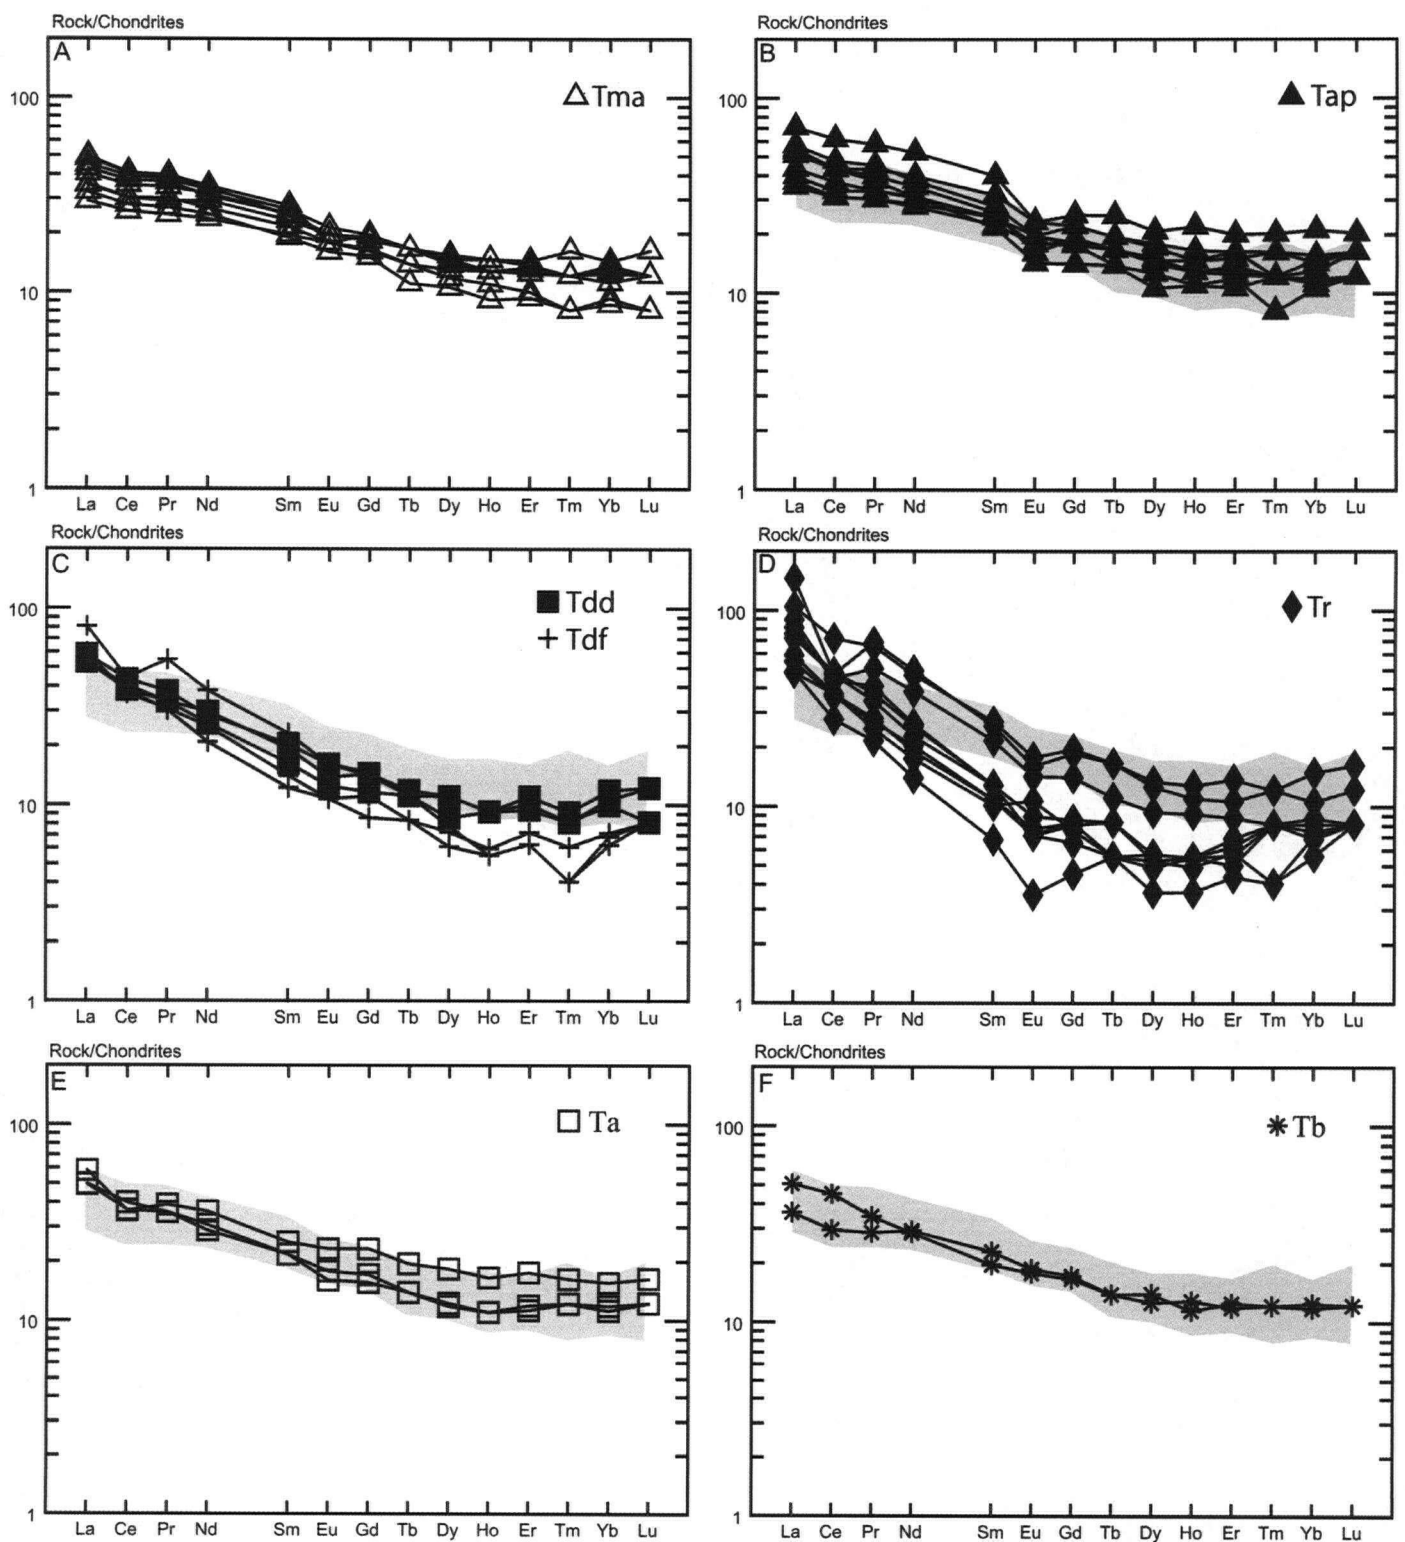 Rock/Chondrites
A
Tma
100
10
1
La Ce Pr Nd Sm Eu Gd Tb Dy Ho Er Tm Yb Lu
Rock/Chondrites
B
Tap
100
10
1
La Ce Pr Nd Sm Eu Gd Tb Dy Ho Er Tm Yb Lu
Rock/Chondrites
C
Tdd
Tdf
100
10
1
La Ce Pr Nd Sm Eu Gd Tb Dy Ho Er Tm Yb Lu
Rock/Chondrites
D
Tr
100
10
1
La Ce Pr Nd Sm Eu Gd Tb Dy Ho Er Tm Yb Lu
Rock/Chondrites
E
Ta
100
10
1
La Ce Pr Nd Sm Eu Gd Tb Dy Ho Er Tm Yb Lu
Rock/Chondrites
F
Tb
100
10
1
La Ce Pr Nd Sm Eu Gd Tb Dy Ho Er Tm Yb Lu